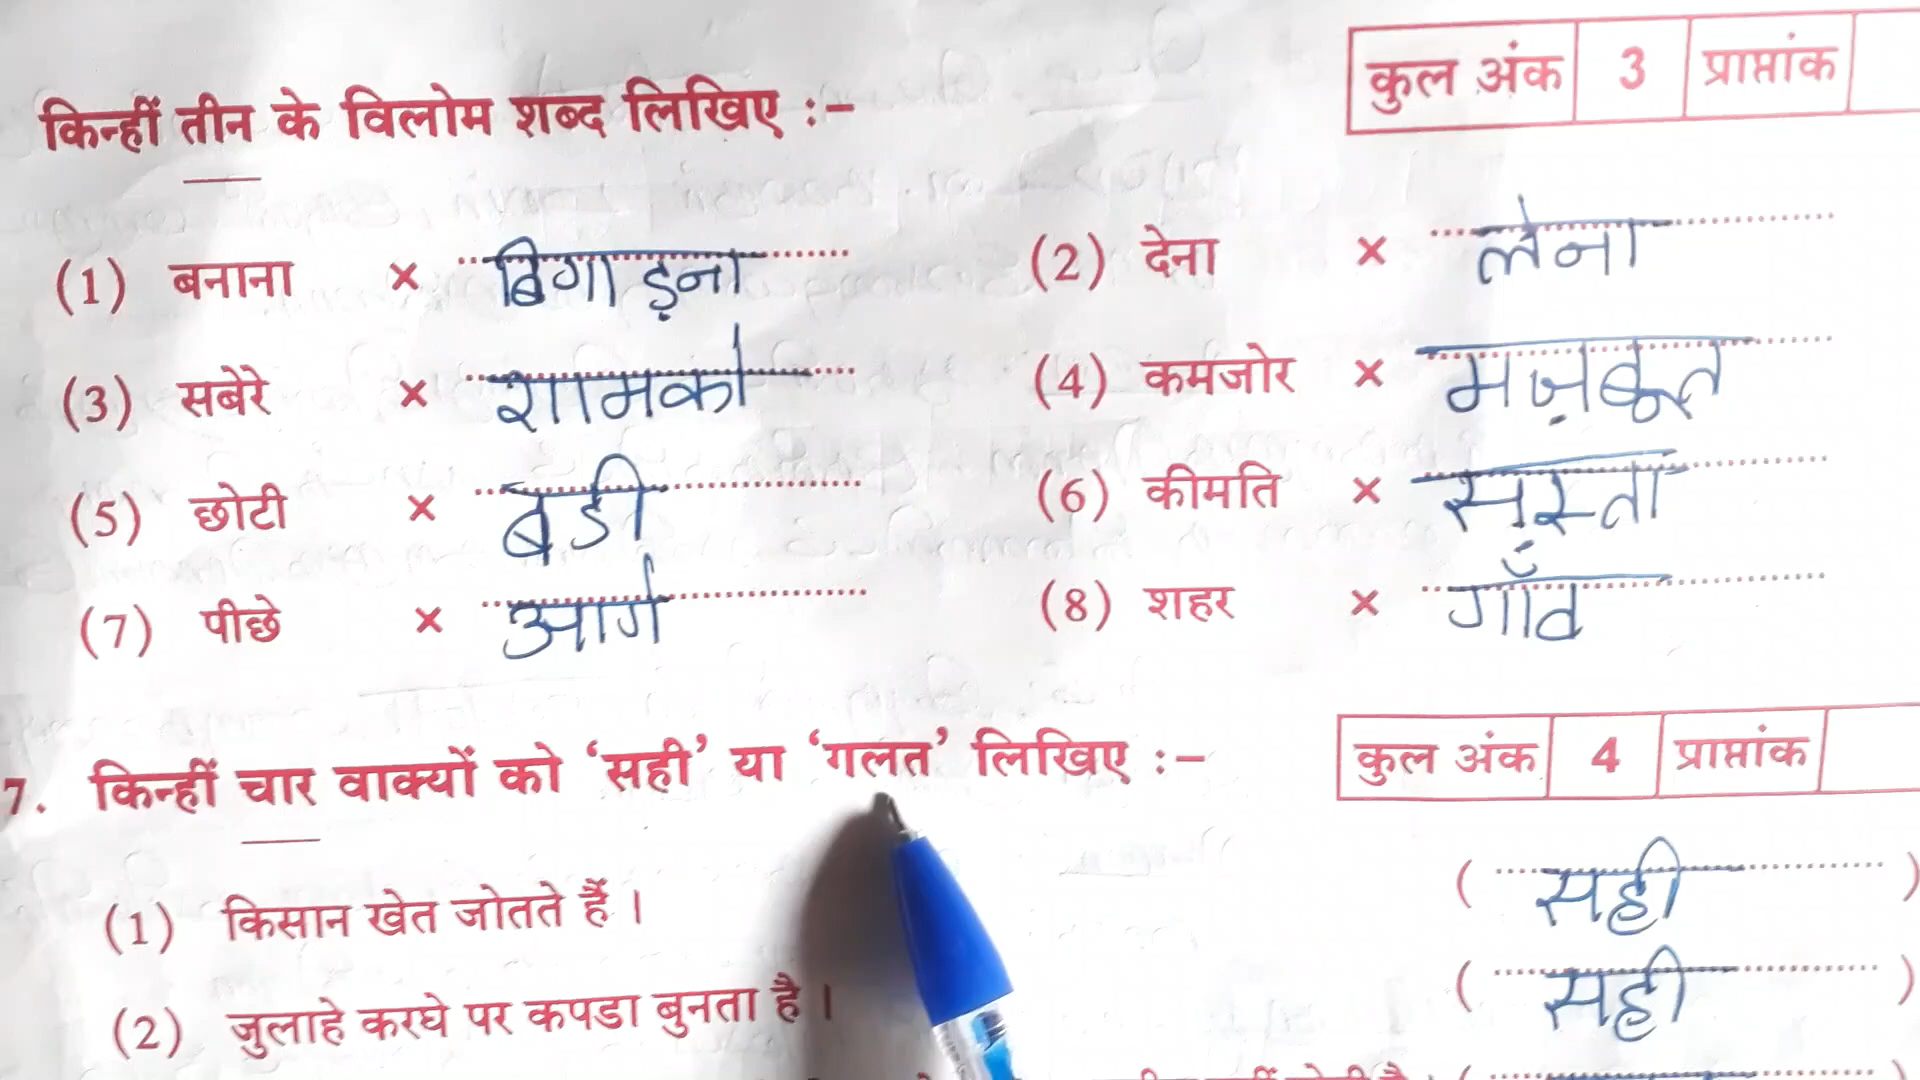 कुल अंक 3 प्राप्तांक
किन्हीं तीन के विलोम शब्द लिखिए :–
(1) बनाना × बिगाड़ना (2) देना × लेना
(3) सबेरे × शामको (4) कमजोर × मज़बूत
(5) छोटी × बडी (6) कीमति × सस्ता
(7) पीछे × आगे (8) शहर × गाँव
7. किन्हीं चार वाक्यों को ‘सही’ या ‘गलत’ लिखिए :– कुल अंक 4 प्राप्तांक
(1) किसान खेत जोतते हैं । ( सही )
(2) जुलाहे करघे पर कपडा बुनता है । ( सही )